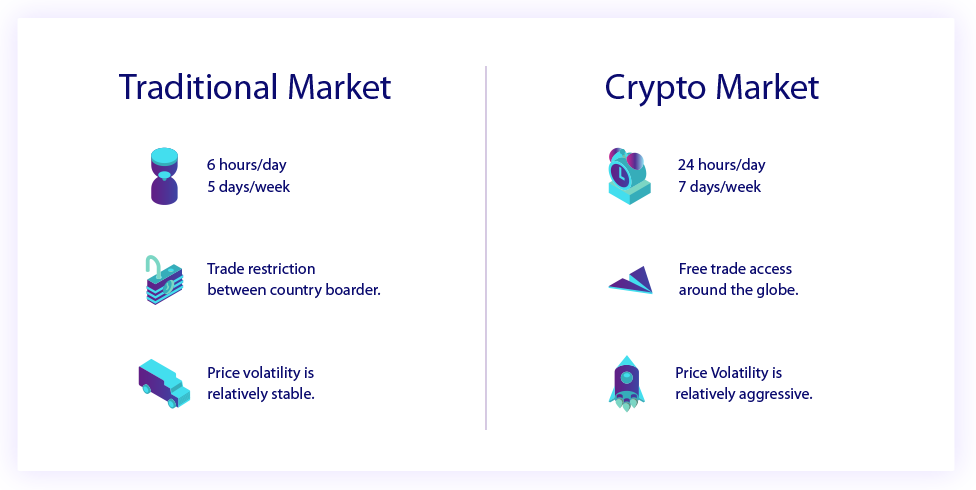 Traditional Market
6 hours/day
5 days/week
Trade restriction
between country boarder.
Price volatility is
relatively stable.
Crypto Market
24 hours/day
7 days/week
Free trade access
around the globe.
Price Volatility is
relatively aggressive.